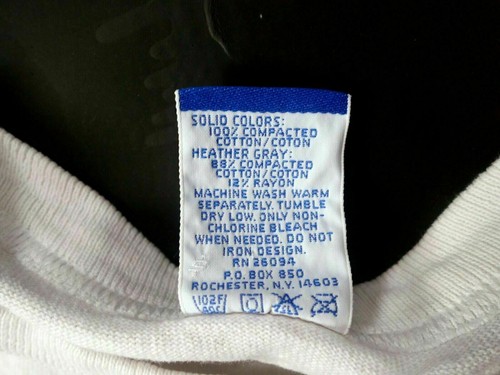 SOLID COLORS:
100% COMPACTED
COTTON/COTON
HEATHER GRAY:
88% COMPACTED
COTTON/COTON
12% RAYON
MACHINE WASH WARM
SEPARATELY. TUMBLE
DRY LOW. ONLY NON-
CHLORINE BLEACH
WHEN NEEDED. DO NOT
IRON DESIGN.
RN 26094
P.O. BOX 850
ROCHESTER, N.Y. 14603
102F